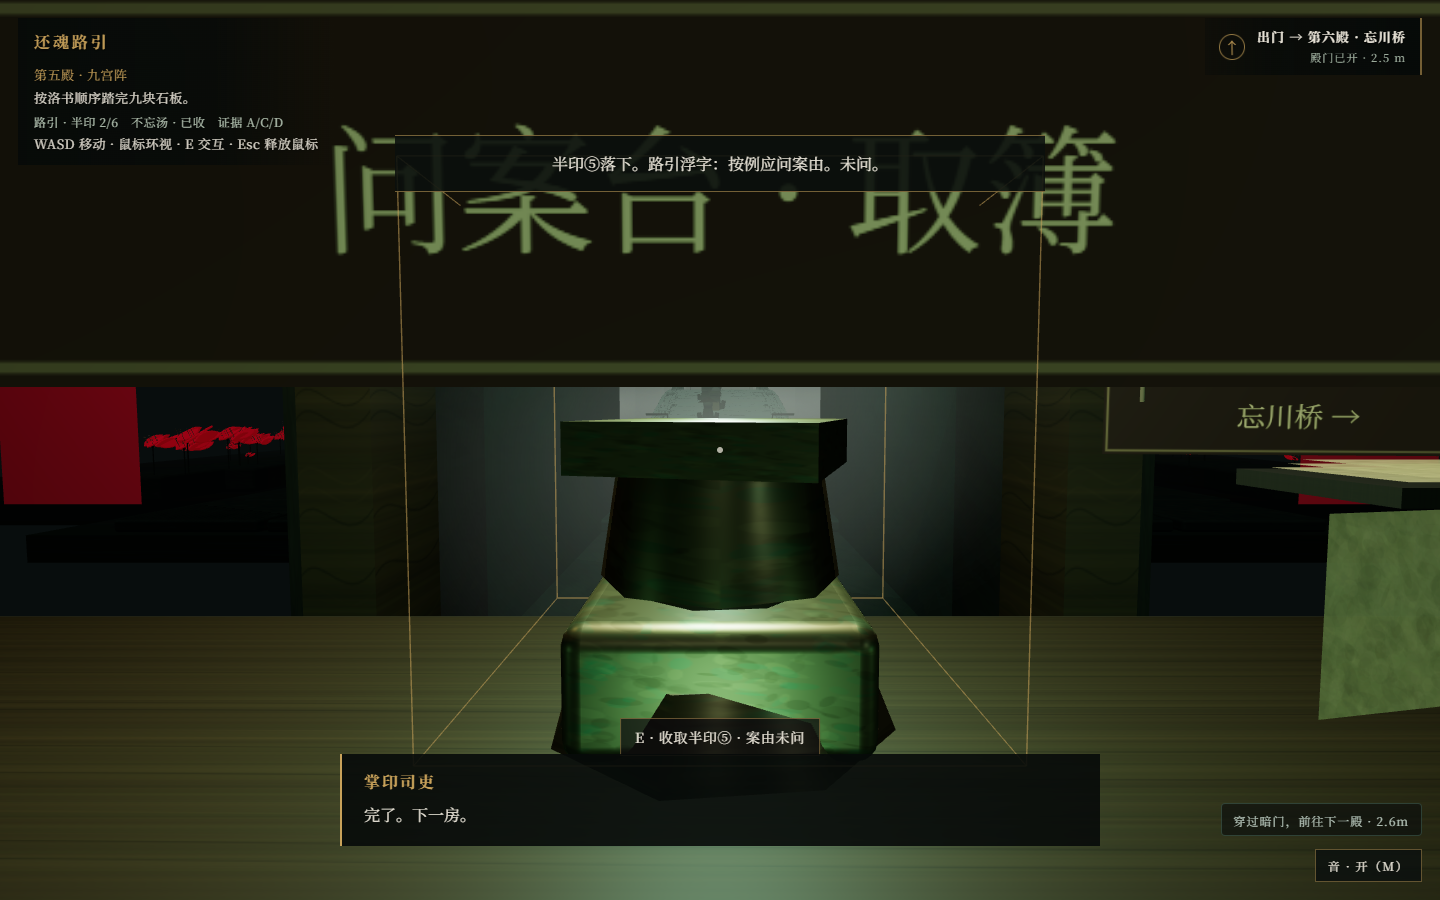 还魂路引
第五殿 · 九宫阵
按洛书顺序踏完九块石板。
路引 · 半印 2/6 不忘汤 · 已收 证据 A/C/D
WASD 移动 · 鼠标环视 · E 交互 · Esc 释放鼠标
出门 → 第六殿 · 忘川桥
殿门已开 · 2.5 m
半印⑤落下。路引浮字：按例应问案由。未问。
问案台 · 取簿
忘川桥 →
E · 收取半印⑤ · 案由未问
掌印司吏
完了。下一房。
穿过暗门，前往下一殿 · 2.6m
音 · 开（M）